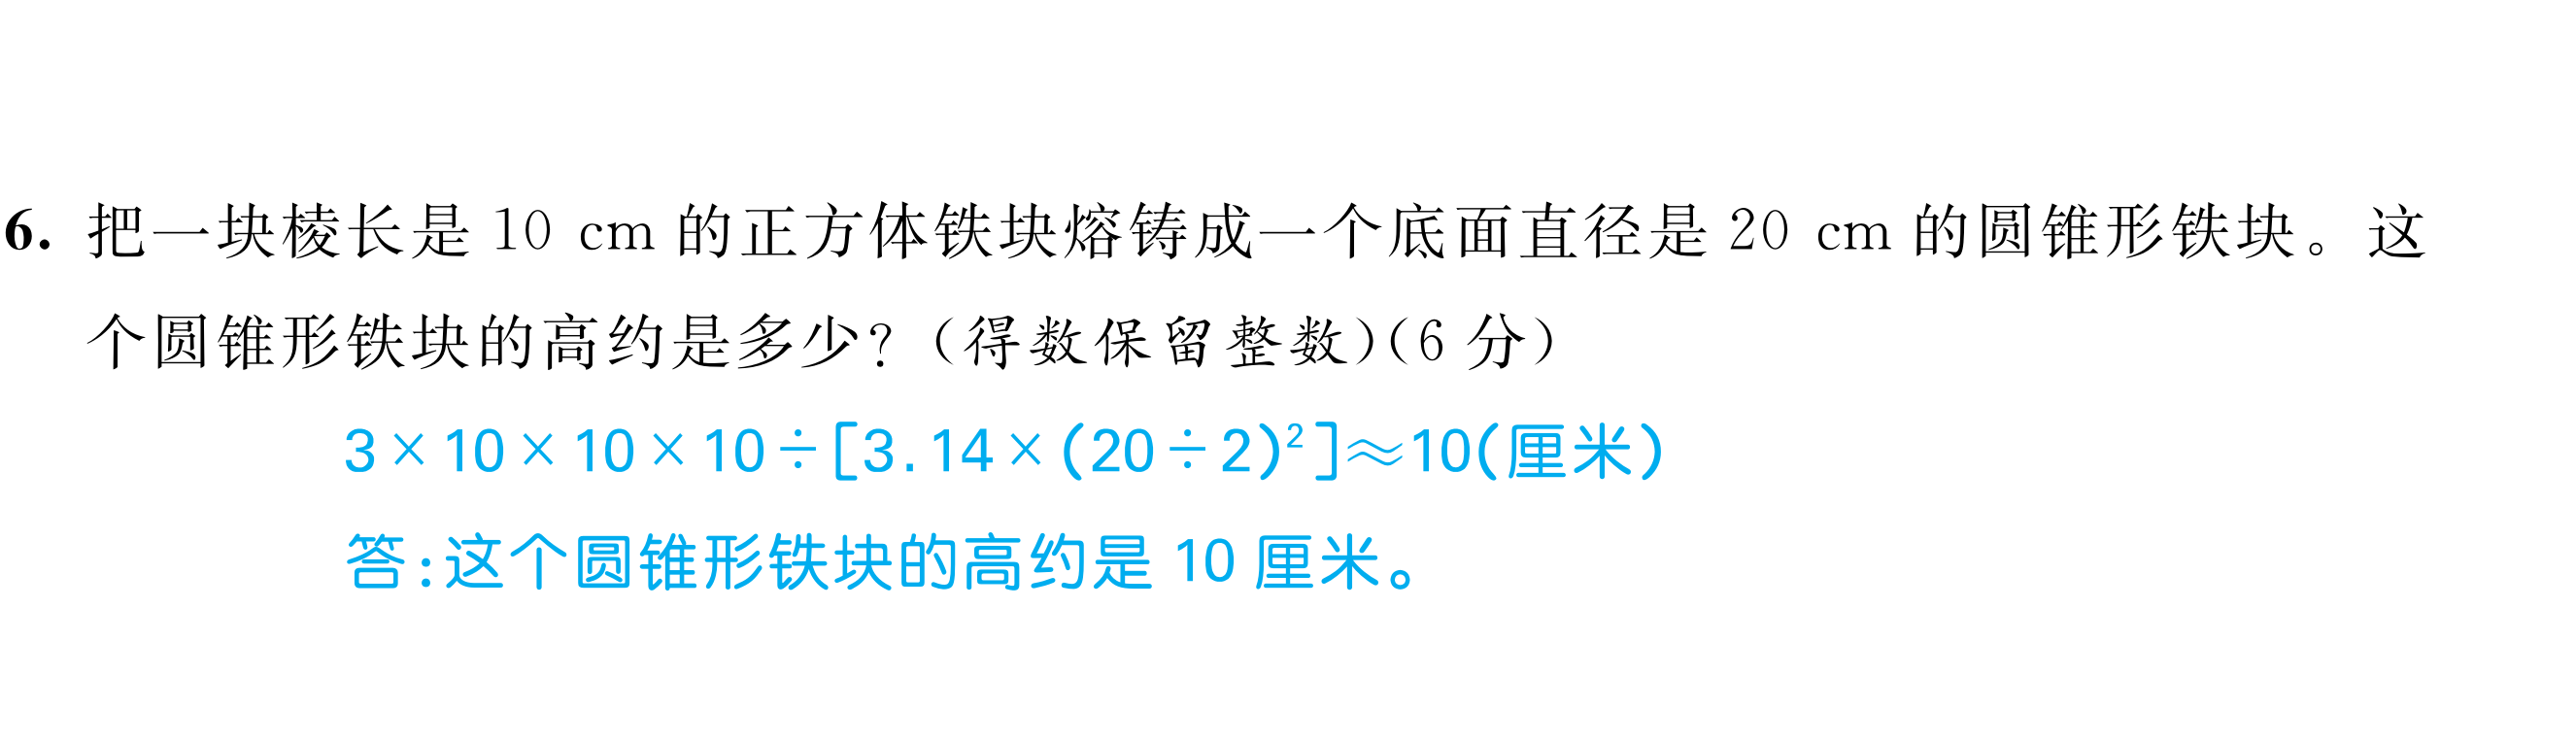 6. 把一块棱长是 10 cm 的正方体铁块熔铸成一个底面直径是 20 cm 的圆锥形铁块。这
个圆锥形铁块的高约是多少?(得数保留整数)(6 分)
3×10×10×10÷[3.14×(20÷2)²]≈10(厘米)
答:这个圆锥形铁块的高约是 10 厘米。